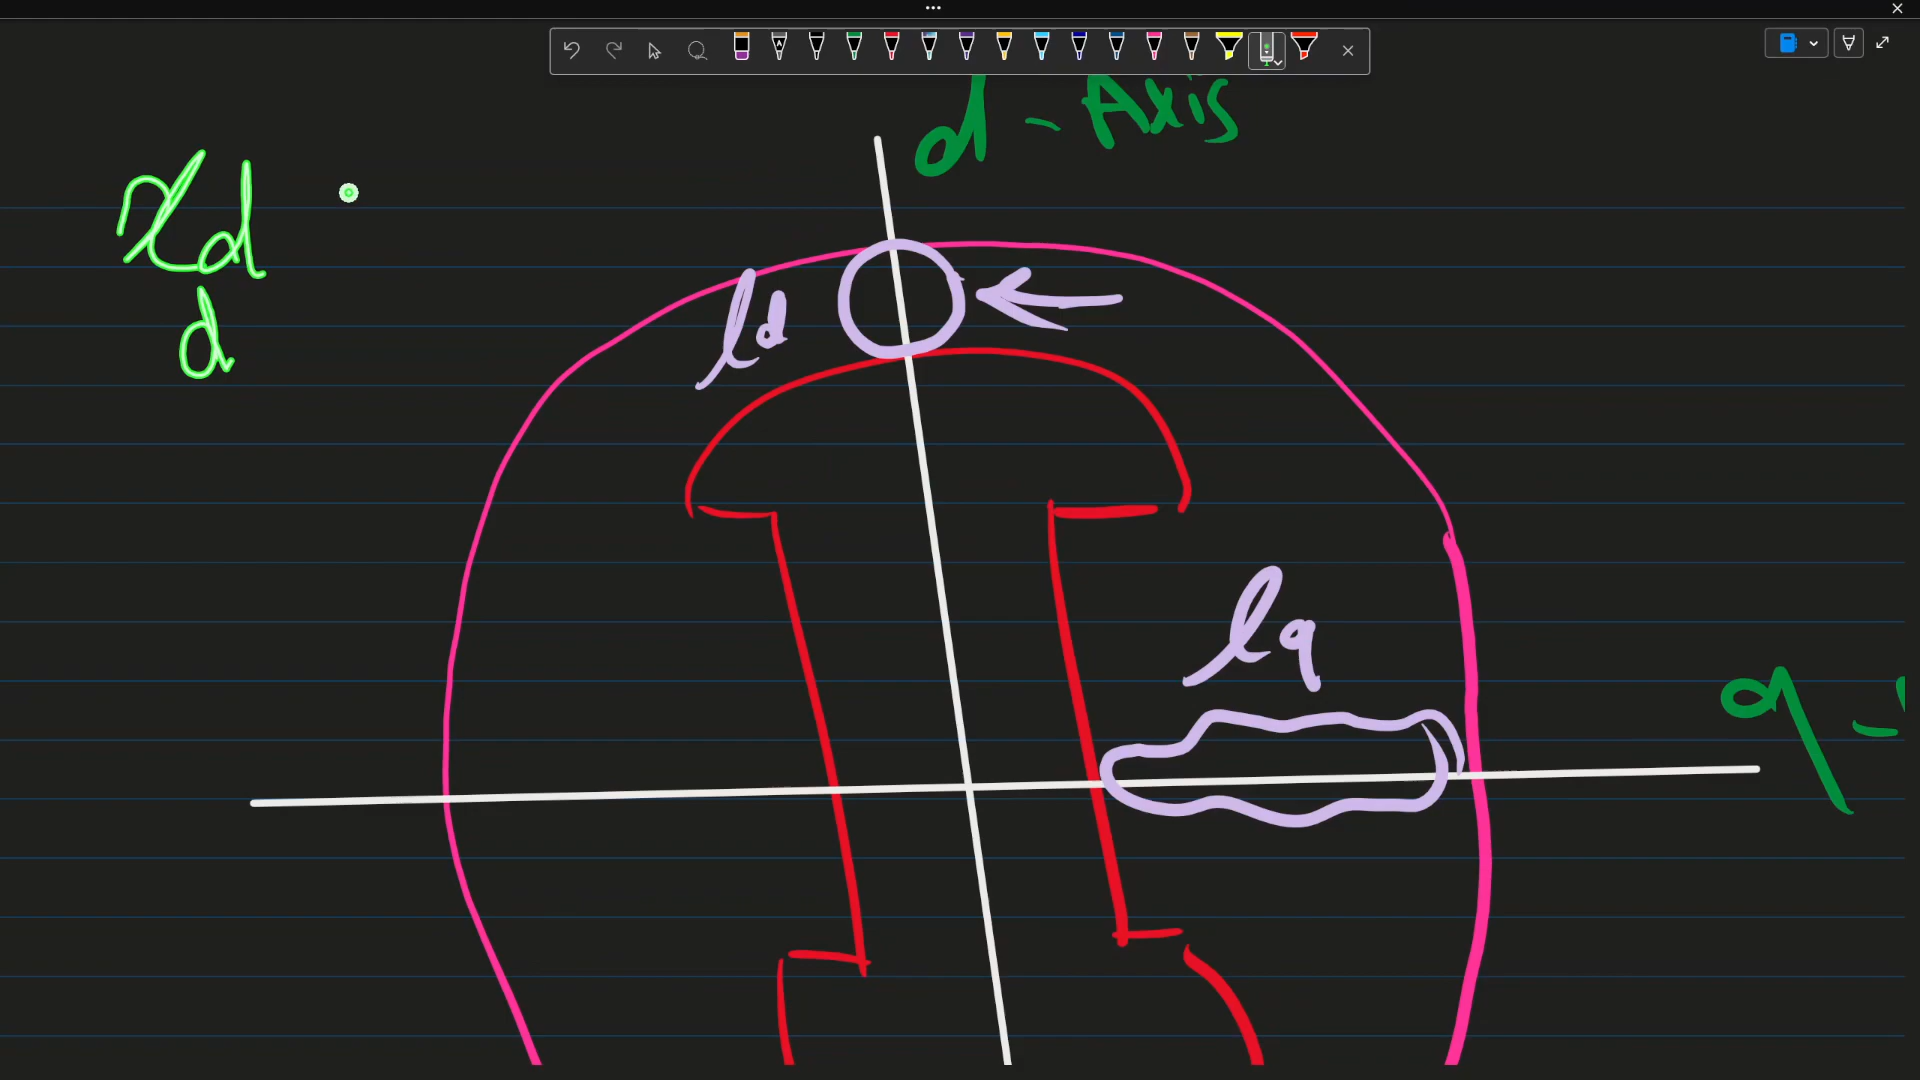 d - Axis
Xd
d
ld
lq
q -